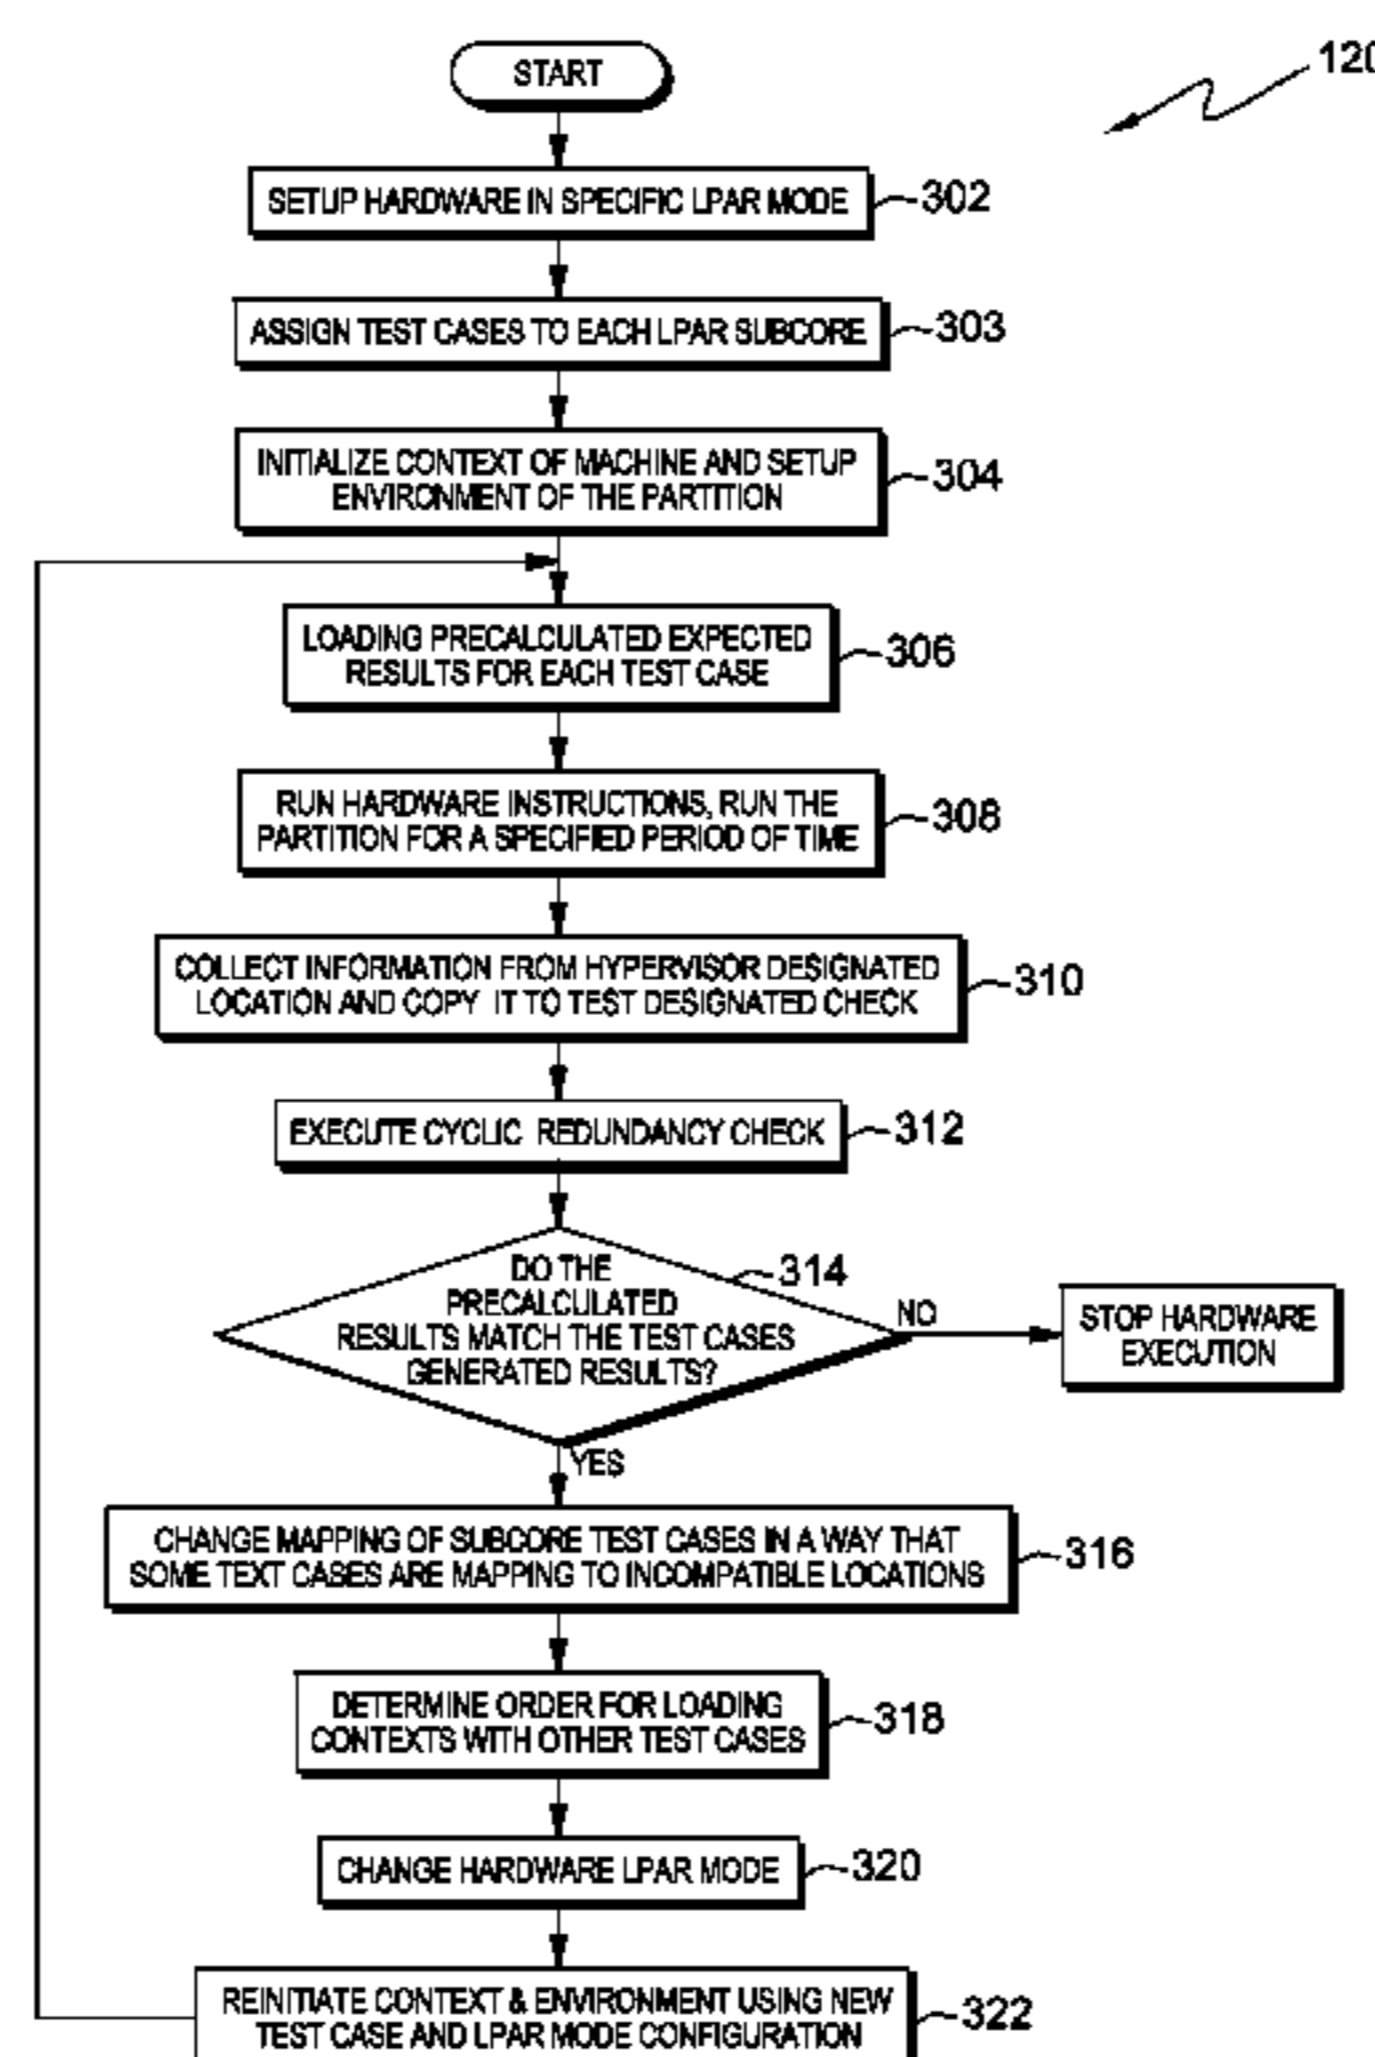 START
120
SETUP HARDWARE IN SPECIFIC LPAR MODE
302
ASSIGN TEST CASES TO EACH LPAR SUBCORE
303
INITIALIZE CONTEXT OF MACHINE AND SETUP
ENVIRONMENT OF THE PARTITION
304
LOADING PRECALCULATED EXPECTED
RESULTS FOR EACH TEST CASE
306
RUN HARDWARE INSTRUCTIONS, RUN THE
PARTITION FOR A SPECIFIED PERIOD OF TIME
308
COLLECT INFORMATION FROM HYPERVISOR DESIGNATED
LOCATION AND COPY IT TO TEST DESIGNATED CHECK
310
EXECUTE CYCLIC REDUNDANCY CHECK
312
DO THE
PRECALCULATED
RESULTS MATCH THE TEST CASES
GENERATED RESULTS?
314
NO
STOP HARDWARE
EXECUTION
YES
CHANGE MAPPING OF SUBCORE TEST CASES IN A WAY THAT
SOME TEXT CASES ARE MAPPING TO INCOMPATIBLE LOCATIONS
316
DETERMINE ORDER FOR LOADING
CONTEXTS WITH OTHER TEST CASES
318
CHANGE HARDWARE LPAR MODE
320
REINITIATE CONTEXT & ENVIRONMENT USING NEW
TEST CASE AND LPAR MODE CONFIGURATION
322